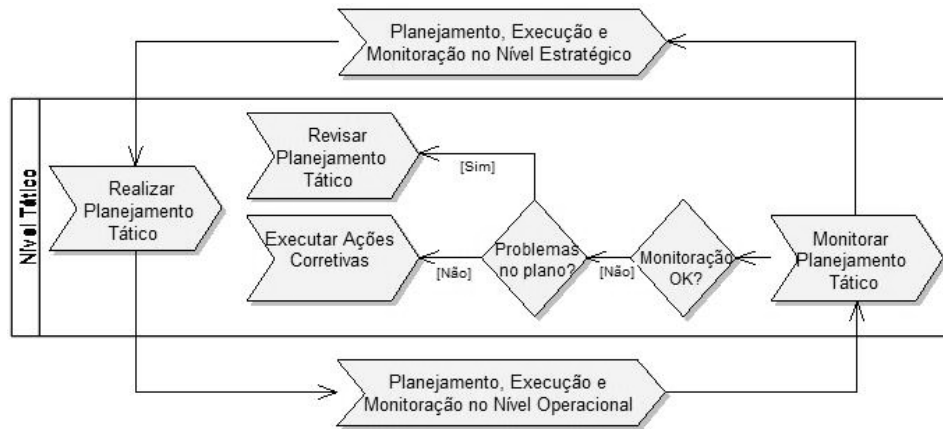 Planejamento, Execução e
Monitoração no Nível Estratégico
Nível Tático
Realizar
Planejamento
Tático
Revisar
Planejamento
Tático
[Sim]
Executar Ações
Corretivas
[Não]
Problemas
no plano?
[Não]
Monitoração
OK?
Monitorar
Planejamento
Tático
Planejamento, Execução e
Monitoração no Nível Operacional